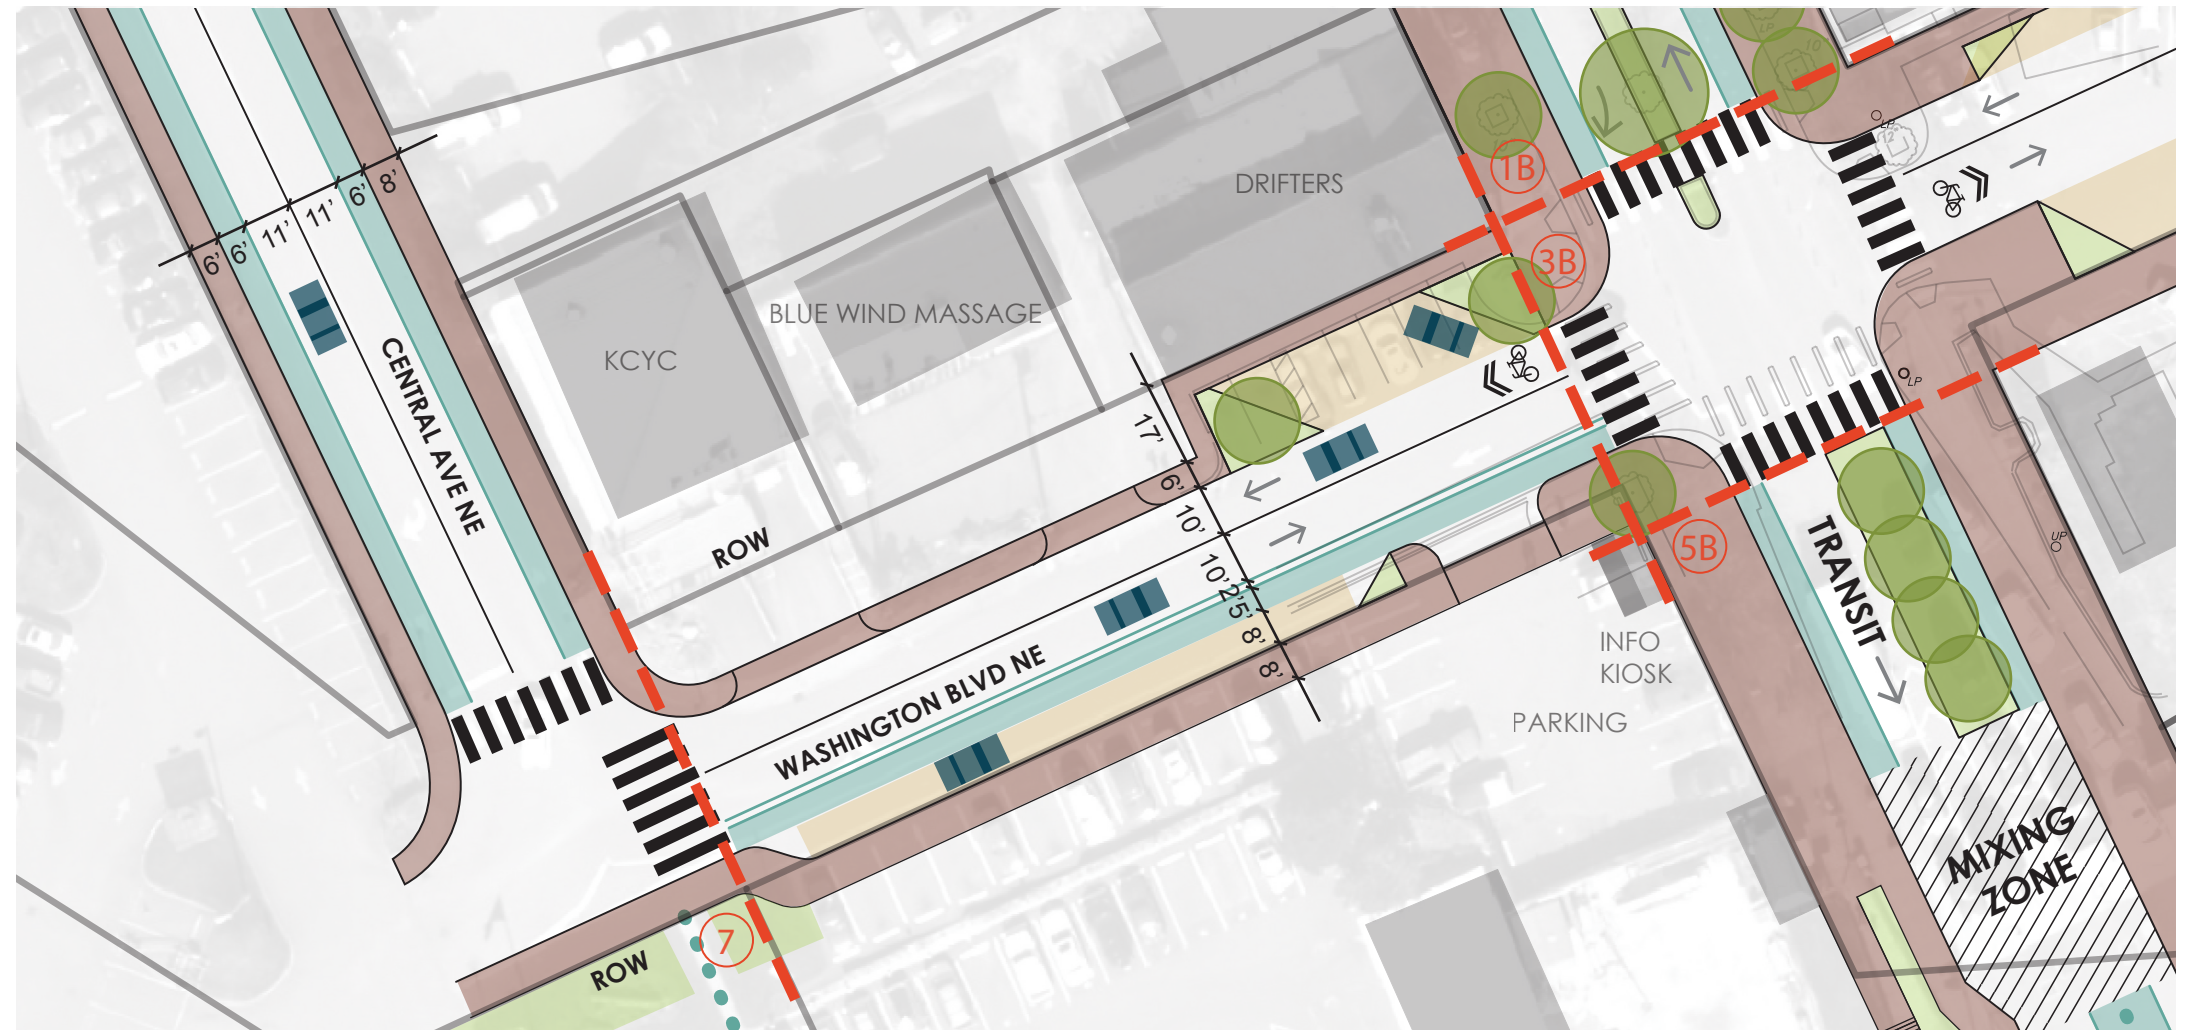 6'
6'
11'
11'
6'
8'
CENTRAL AVE NE
KCYC
BLUE WIND MASSAGE
DRIFTERS
1B
3B
LP
LP
17'
6'
10'
10'
2'
5'
8'
8'
ROW
WASHINGTON BLVD NE
5B
INFO
KIOSK
PARKING
TRANSIT
UP
LP
MIXING
ZONE
7
ROW